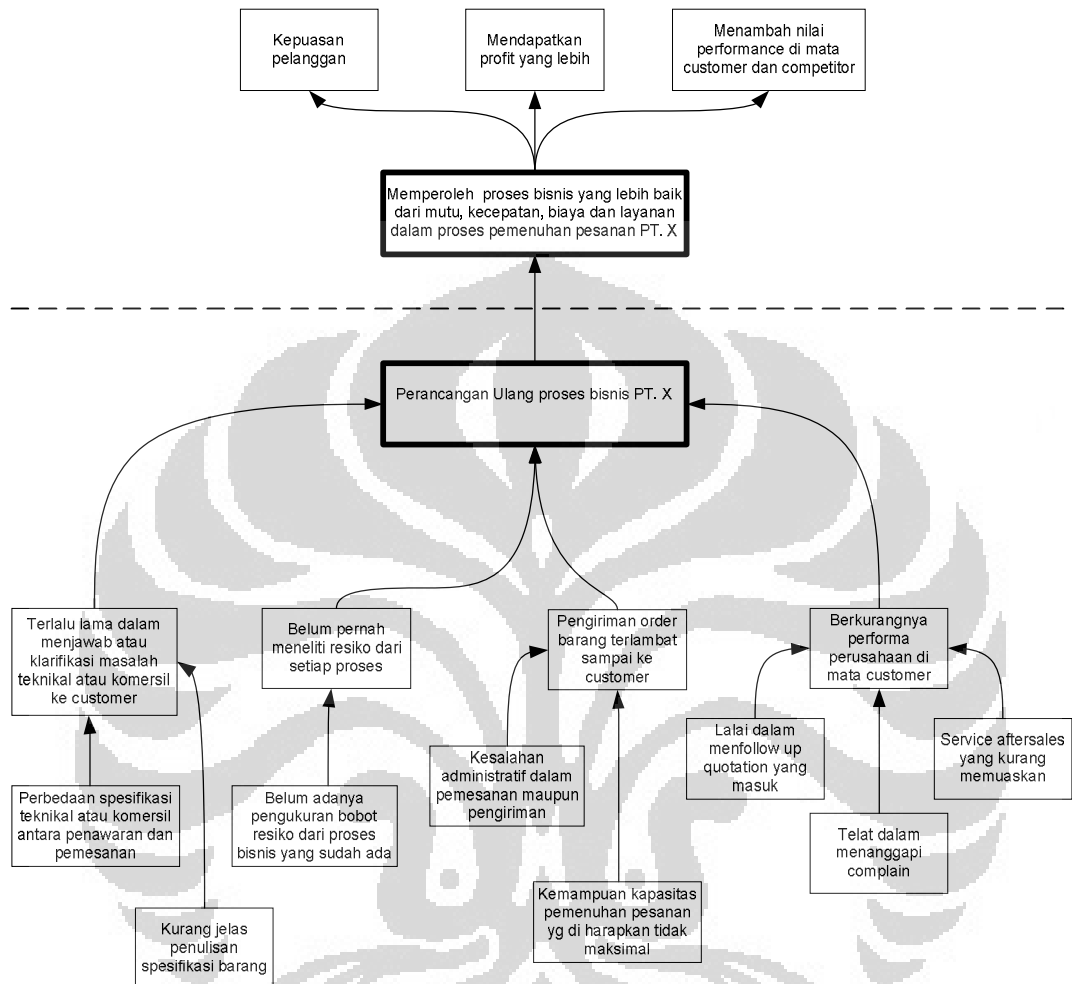 Kepuasan
pelanggan
Mendapatkan
profit yang lebih
Menambah nilai
performance di mata
customer dan competitor
Memperoleh proses bisnis yang lebih baik
dari mutu, kecepatan, biaya dan layanan
dalam proses pemenuhan pesanan PT. X
Perancangan Ulang proses bisnis PT. X
Terlalu lama dalam
menjawab atau
klarifikasi masalah
teknikal atau komersil
ke customer
Belum pernah
meneliti resiko dari
setiap proses
Pengiriman order
barang terlambat
sampai ke
customer
Berkurangnya
performa
perusahaan di
mata customer
Perbedaan spesifikasi
teknikal atau komersil
antara penawaran dan
pemesanan
Belum adanya
pengukuran bobot
resiko dari proses
bisnis yang sudah ada
Kesalahan
administratif dalam
pemesanan maupun
pengiriman
Lalai dalam
menfollow up
quotation yang
masuk
Service aftersales
yang kurang
memuaskan
Telat dalam
menanggapi
complain
Kurang jelas
penulisan
spesifikasi barang
Kemampuan kapasitas
pemenuhan pesanan
yg di harapkan tidak
maksimal